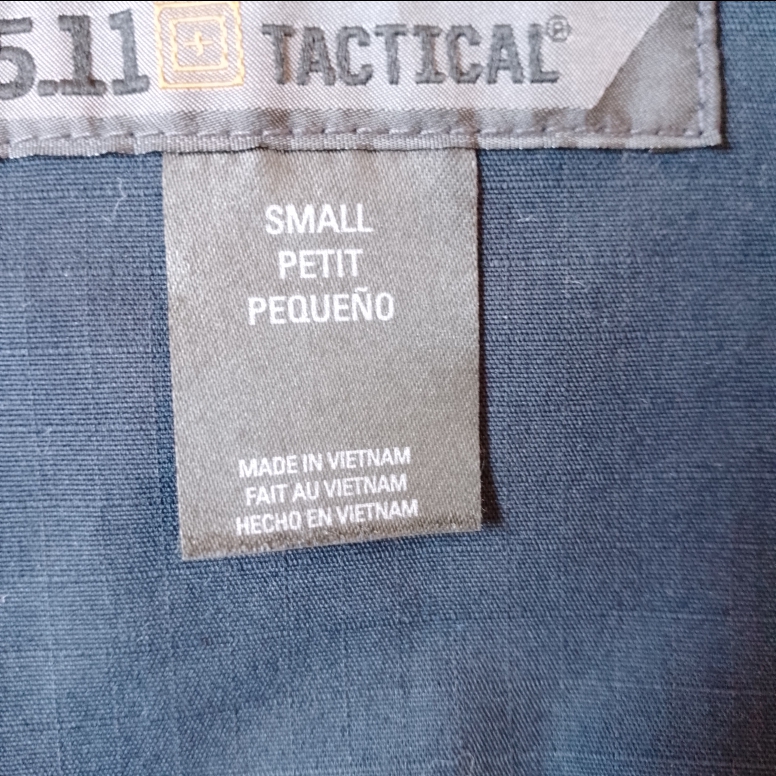 5.11 TACTICAL®
SMALL
PETIT
PEQUEÑO
MADE IN VIETNAM
FAIT AU VIETNAM
HECHO EN VIETNAM